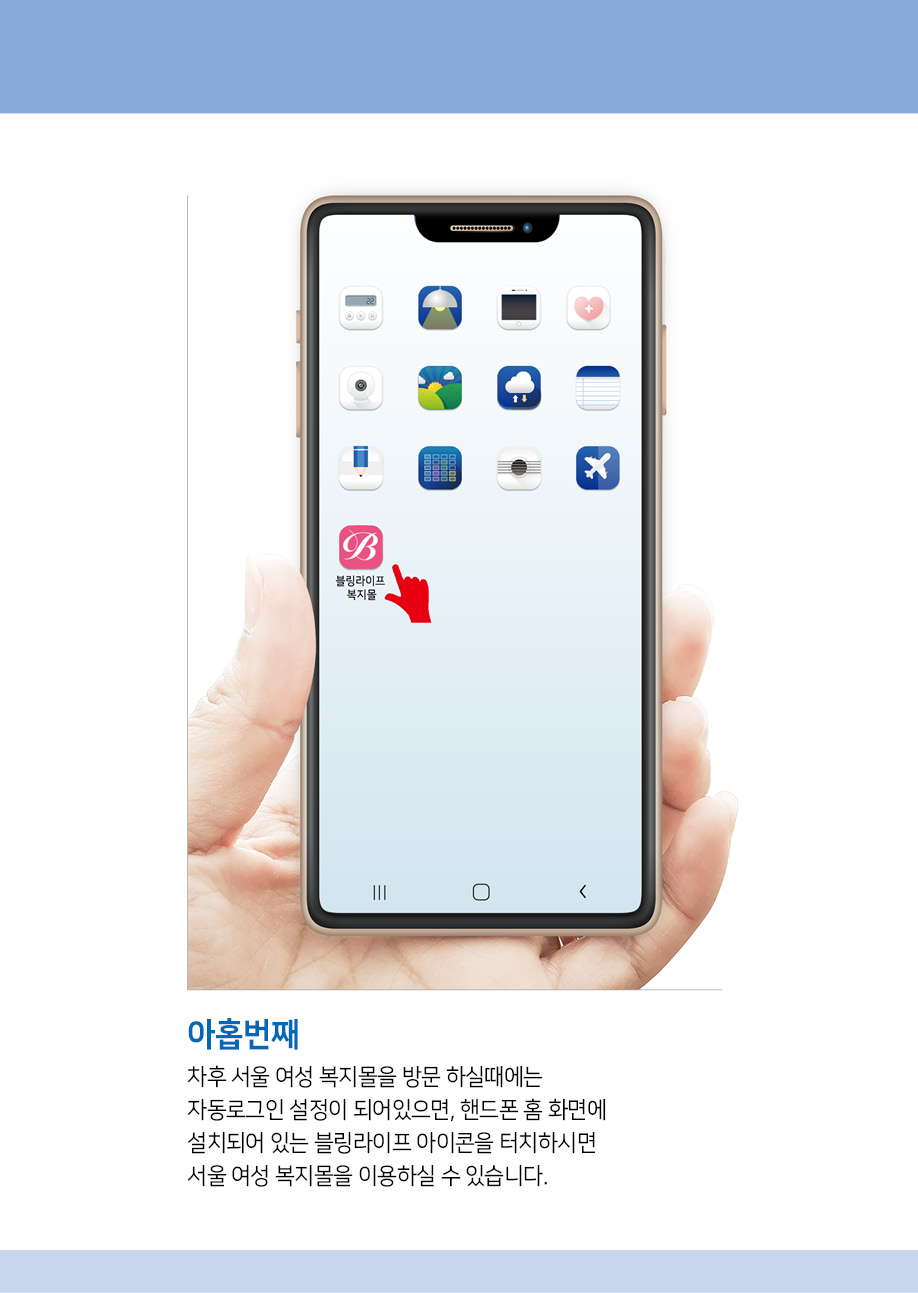 22
B
블링라이프
복지몰
아홉번째
차후 서울 여성 복지몰을 방문 하실때에는
자동로그인 설정이 되어있으면, 핸드폰 홈 화면에
설치되어 있는 블링라이프 아이콘을 터치하시면
서울 여성 복지몰을 이용하실 수 있습니다.